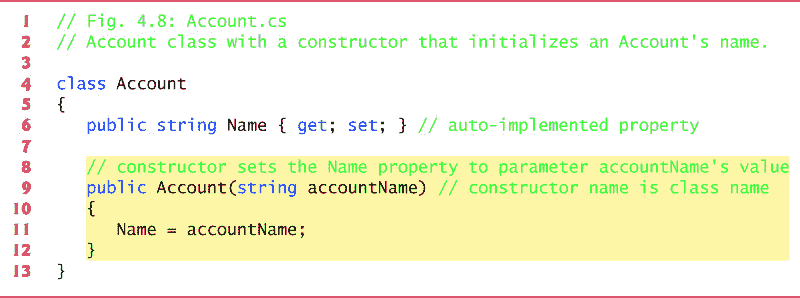 1 // Fig. 4.8: Account.cs
2 // Account class with a constructor that initializes an Account's name.
3
4 class Account
5 {
6 public string Name { get; set; } // auto-implemented property
7
8 // constructor sets the Name property to parameter accountName's value
9 public Account(string accountName) // constructor name is class name
10 {
11 Name = accountName;
12 }
13 }